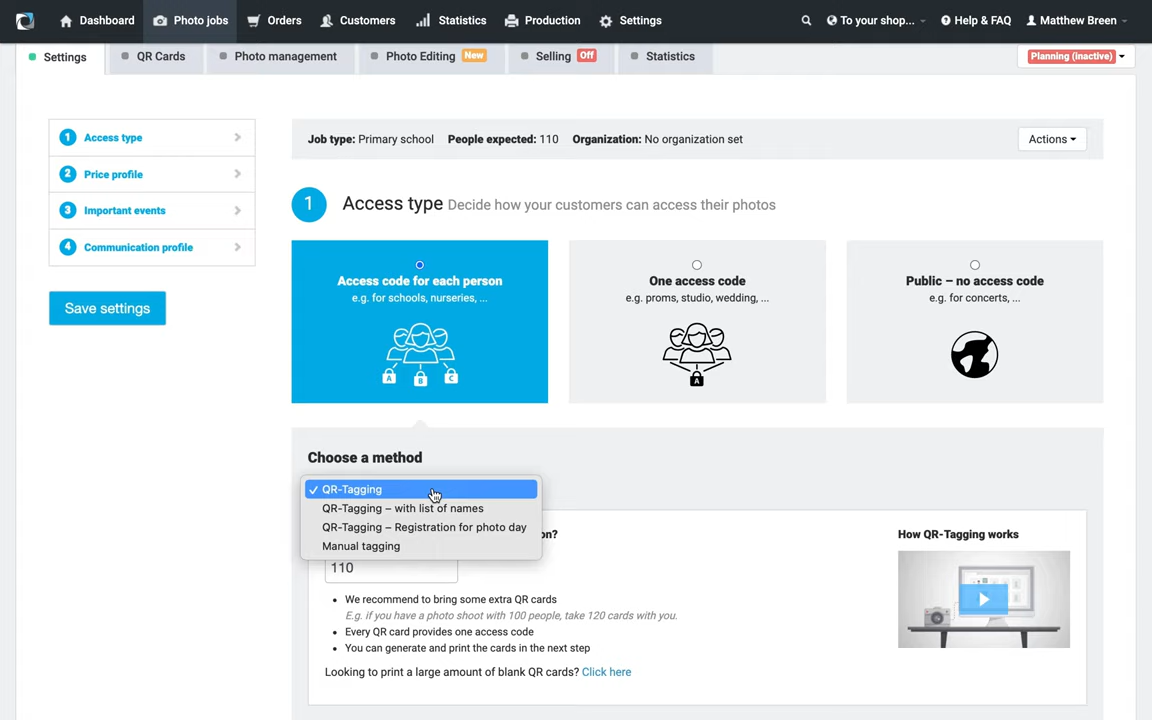 Dashboard
Photo jobs
Orders
Customers
Statistics
Production
Settings
To your shop...
Help & FAQ
Matthew Breen
Settings
QR Cards
Photo management
Photo Editing New
Selling Off
Statistics
Planning (Inactive)
1 Access type
2 Price profile
3 Important events
4 Communication profile
Save settings
Job type: Primary school People expected: 110 Organization: No organization set
Actions
1 Access type Decide how your customers can access their photos
Access code for each person
e.g. for schools, nurseries, ...
A B C
One access code
e.g. proms, studio, wedding, ...
A
Public – no access code
e.g. for concerts, ...
Choose a method
✓ QR-Tagging
QR-Tagging – with list of names
QR-Tagging – Registration for photo day
Manual tagging
on?
110
• We recommend to bring some extra QR cards
E.g. if you have a photo shoot with 100 people, take 120 cards with you.
• Every QR card provides one access code
• You can generate and print the cards in the next step
Looking to print a large amount of blank QR cards? Click here
How QR-Tagging works